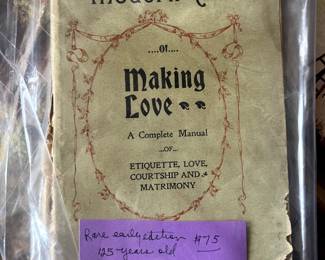 ....Of....
Making
Love
A Complete Manual
...OF...
ETIQUETTE, LOVE,
COURTSHIP AND
MATRIMONY
Rare early edition $75
125 years old